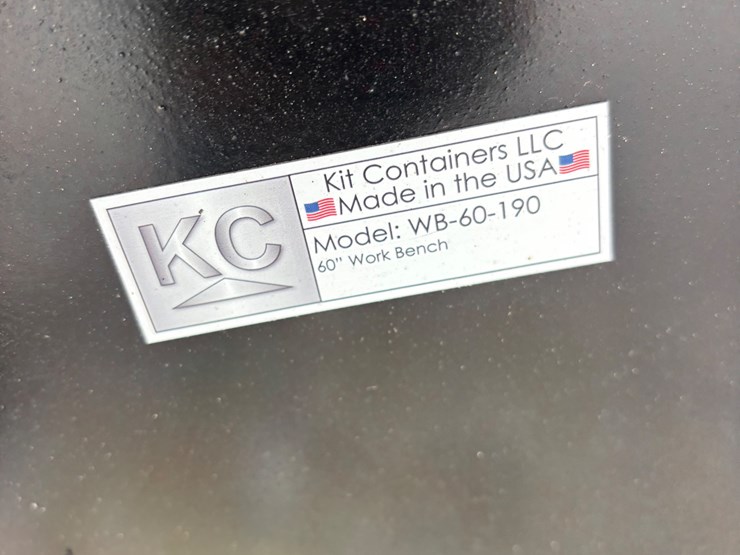 KC
Kit Containers LLC
Made in the USA
Model: WB-60-190
60" Work Bench